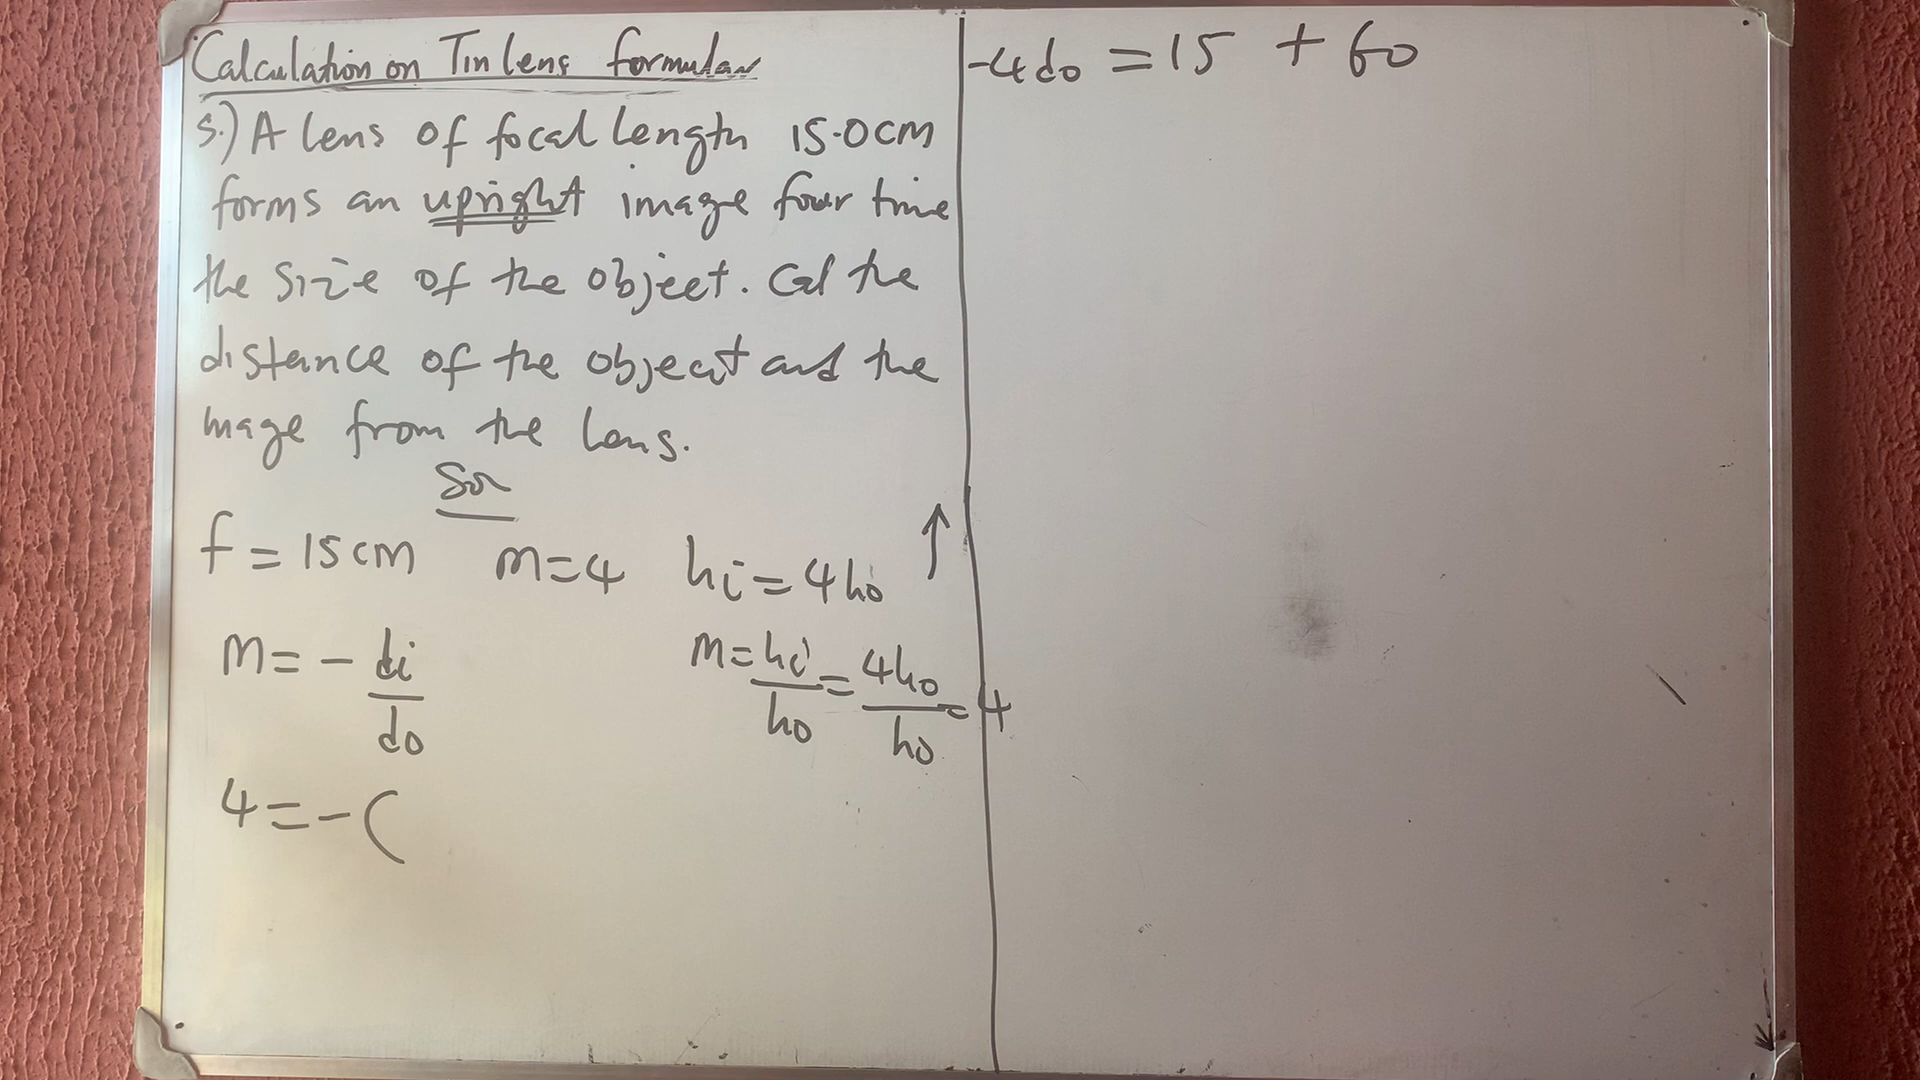 Calculation on Tin lens formular
5.) A lens of focal length 15.0cm
forms an upright image four time
the size of the object. Cal the
distance of the object and the
image from the lens.
Sol
f = 15cm m=4 hi = 4ho ↑
m = - di/do m = hi/ho = 4ho/ho = 4
4 = - (
-4do = 15 + 60